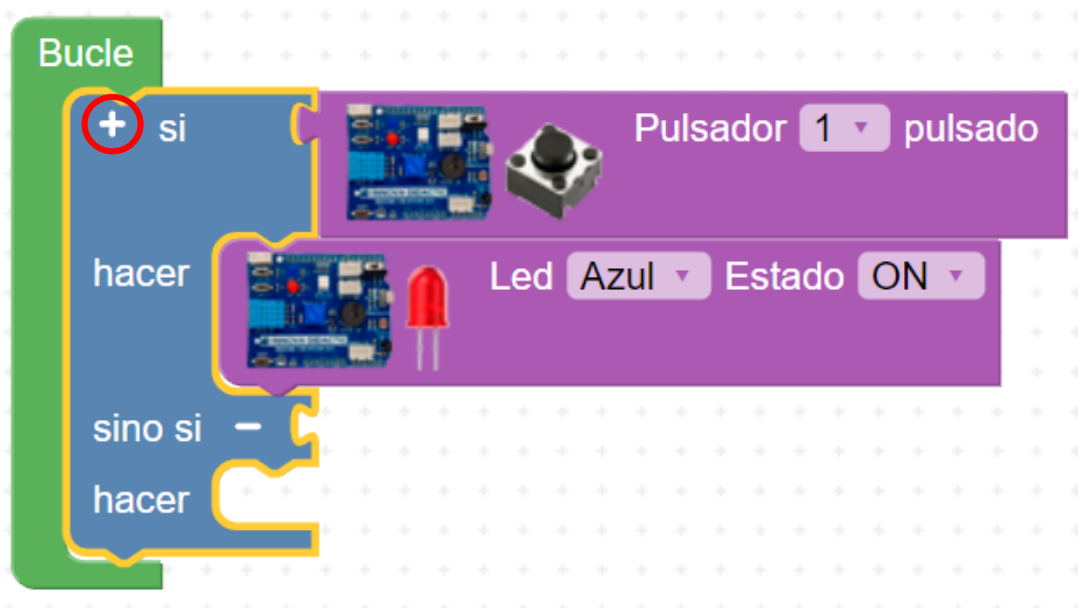 Bucle
+ si Pulsador 1 pulsado
hacer Led Azul Estado ON
sino si -
hacer